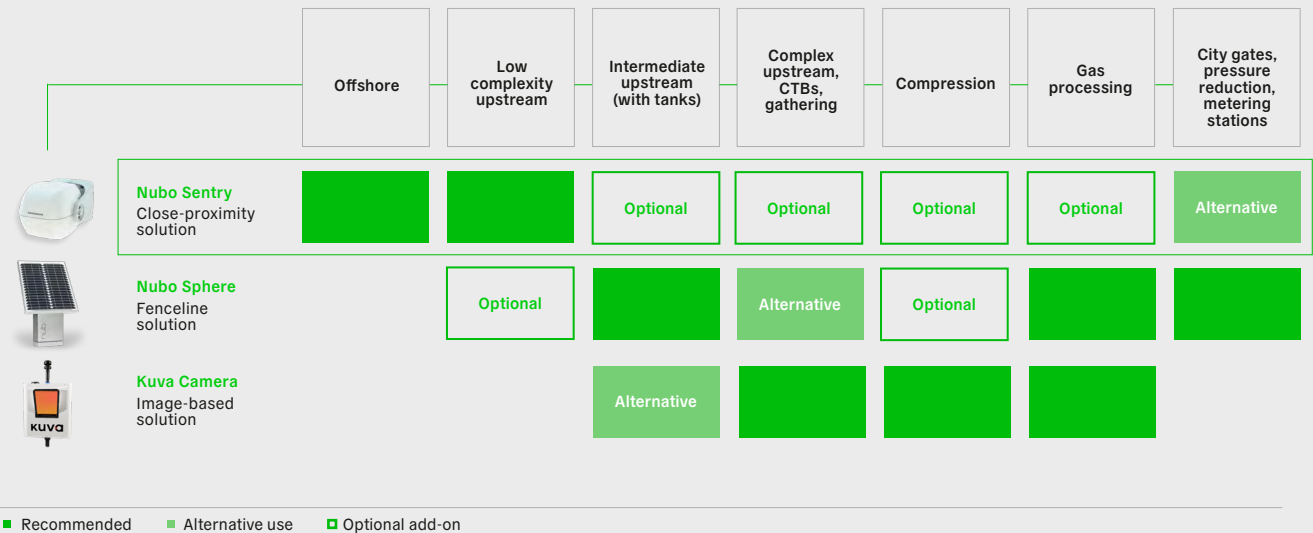 Offshore
Low
complexity
upstream
Intermediate
upstream
(with tanks)
Complex
upstream,
CTBs,
gathering
Compression
Gas
processing
City gates,
pressure
reduction,
metering
stations
Nubo Sentry
Close-proximity
solution
Optional
Optional
Optional
Optional
Alternative
Nubo Sphere
Fenceline
solution
Optional
Alternative
Optional
Kuva Camera
Image-based
solution
Alternative
KUVA
Recommended
Alternative use
Optional add-on